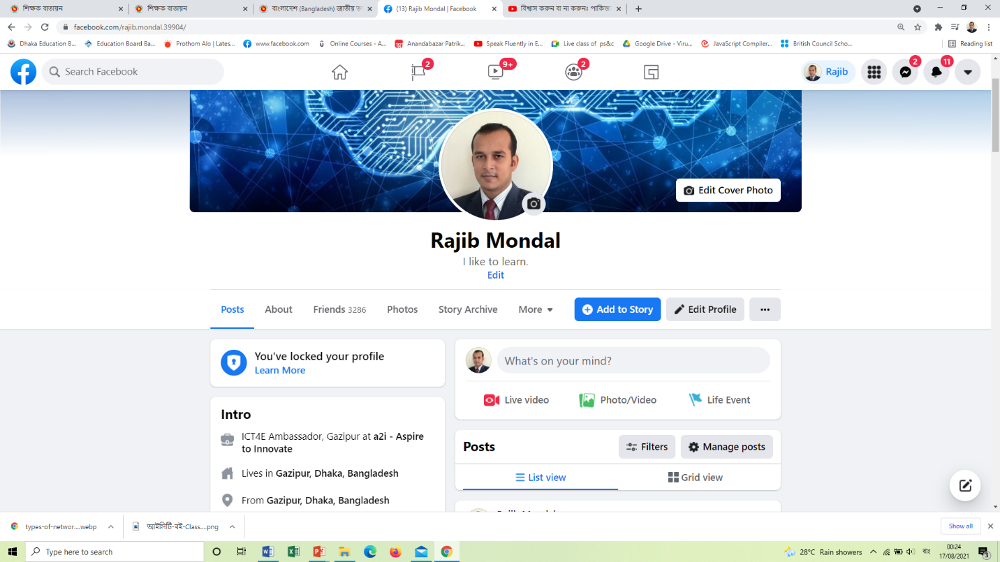 শিক্ষক বাতায়ন
শিক্ষক বাতায়ন
বাংলাদেশ (Bangladesh) জাতীয় ত
(13) Rajib Mondal | Facebook
বিশ্বাস করুন বা না করুনঃ পাকিস্তা
facebook.com/rajib.mondal.39904/
Dhaka Education B...
Education Board Ba...
Prothom Alo | Lates...
www.facebook.com
Online Courses - A...
Anandabazar Patrik...
Speak Fluently in E...
Live class of ps&c
Google Drive - Viru...
JavaScript Compiler...
British Council Scho...
Reading list
Search Facebook
2
9+
2
Rajib
2
11
Edit Cover Photo
Rajib Mondal
I like to learn.
Edit
Posts
About
Friends 3286
Photos
Story Archive
More
Add to Story
Edit Profile
You've locked your profile
Learn More
Intro
ICT4E Ambassador, Gazipur at a2i - Aspire
to Innovate
Lives in Gazipur, Dhaka, Bangladesh
From Gazipur, Dhaka, Bangladesh
What's on your mind?
Live video
Photo/Video
Life Event
Posts
Filters
Manage posts
List view
Grid view
types-of-networ....webp
আইসিটি-বই-Class....png
Show all
Type here to search
28°C Rain showers
বাং
00:24
17/08/2021
3